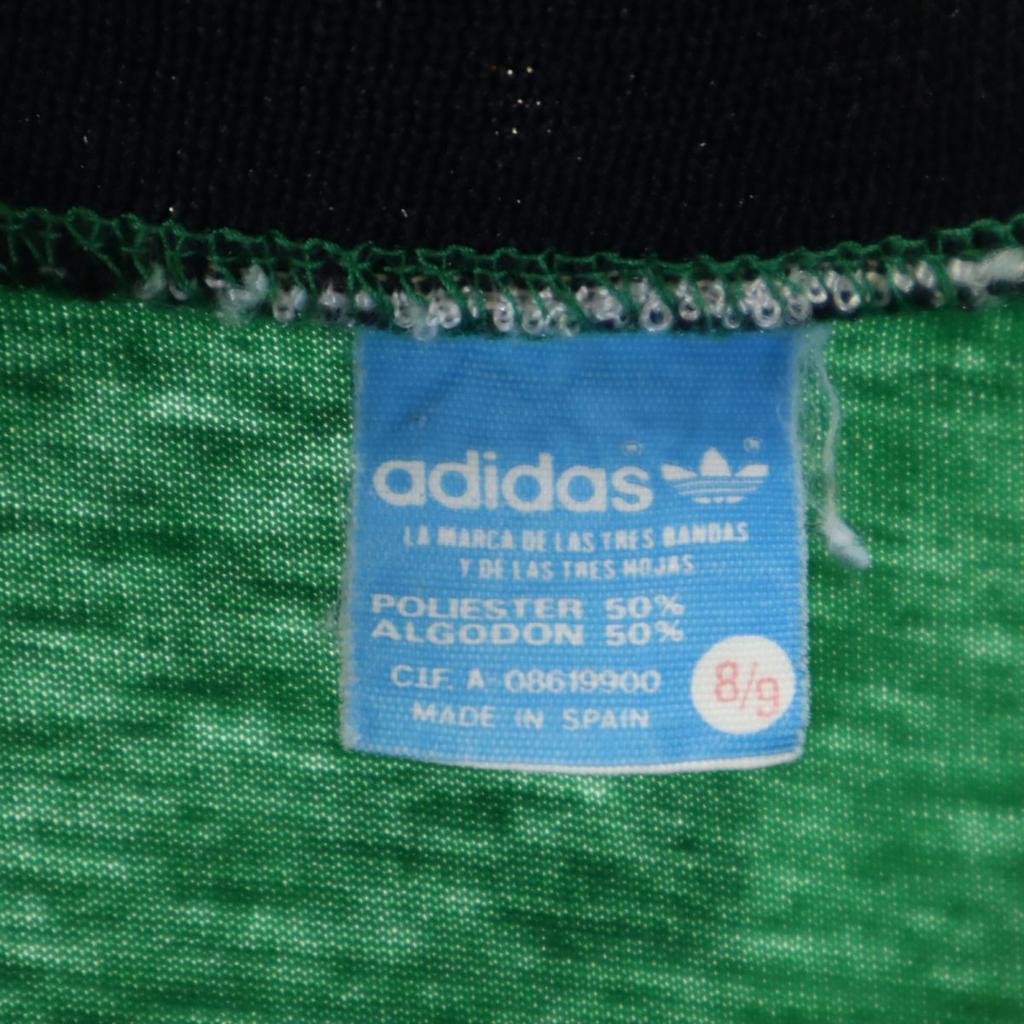 adidas
LA MARCA DE LAS TRES BANDAS
Y DE LAS TRES HOJAS
POLIESTER 50%
ALGODON 50%
C.I.F. A-08619900
MADE IN SPAIN
8/9